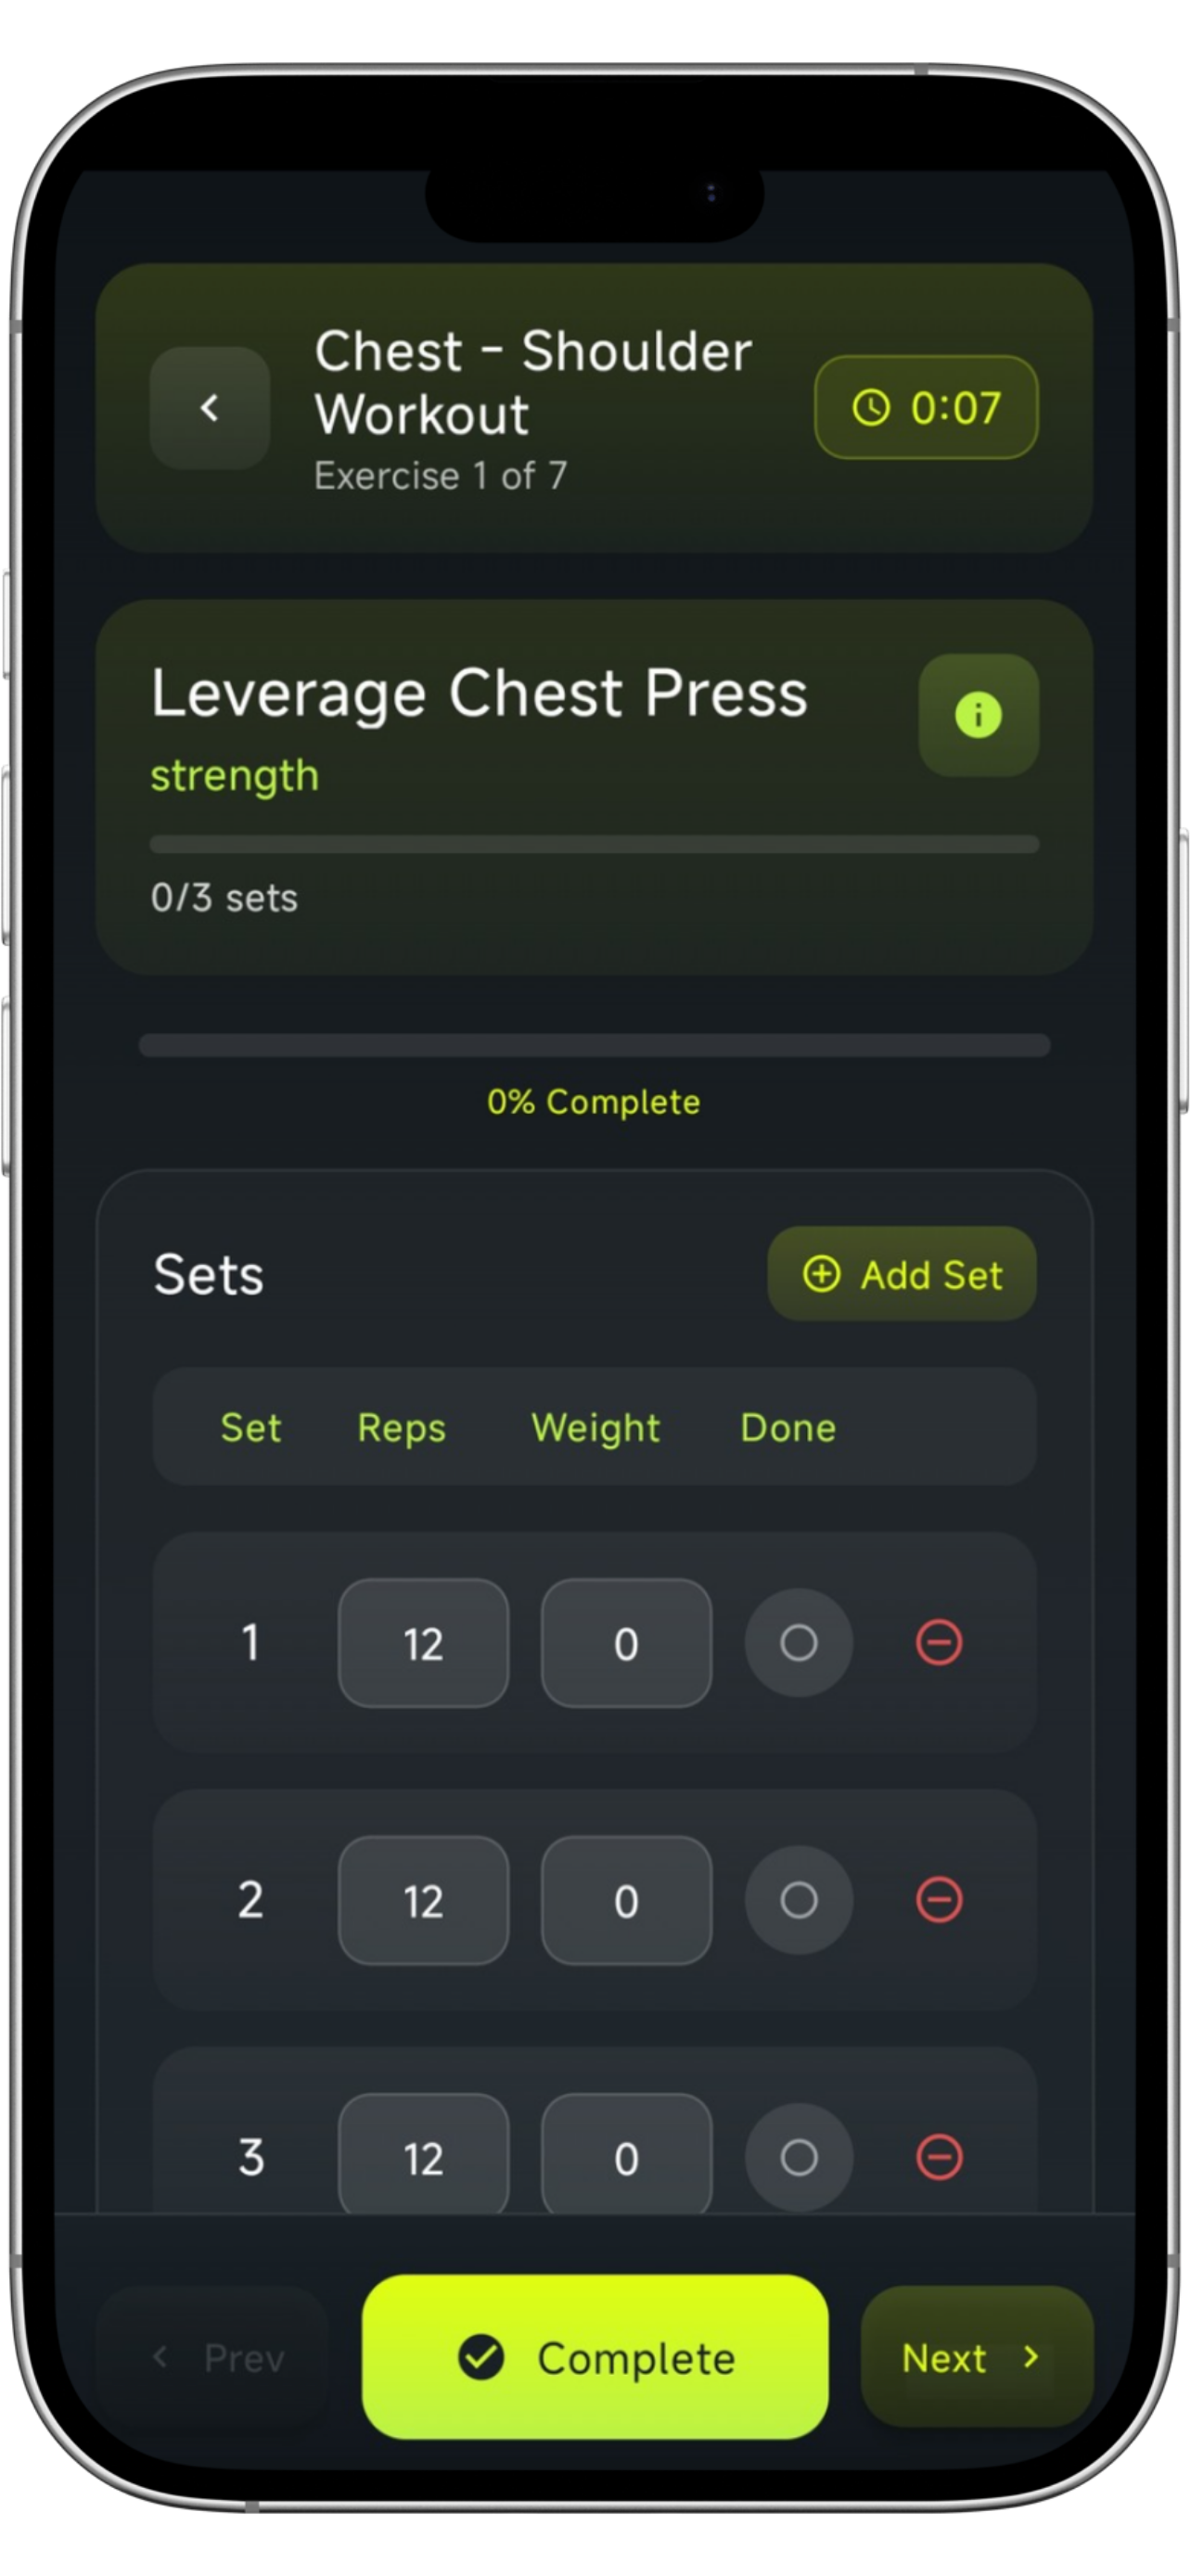 Chest - Shoulder
Workout
Exercise 1 of 7
0:07
Leverage Chest Press
strength
0/3 sets
0% Complete
Sets
Add Set
Set Reps Weight Done
1 12 0
2 12 0
3 12 0
Prev
Complete
Next